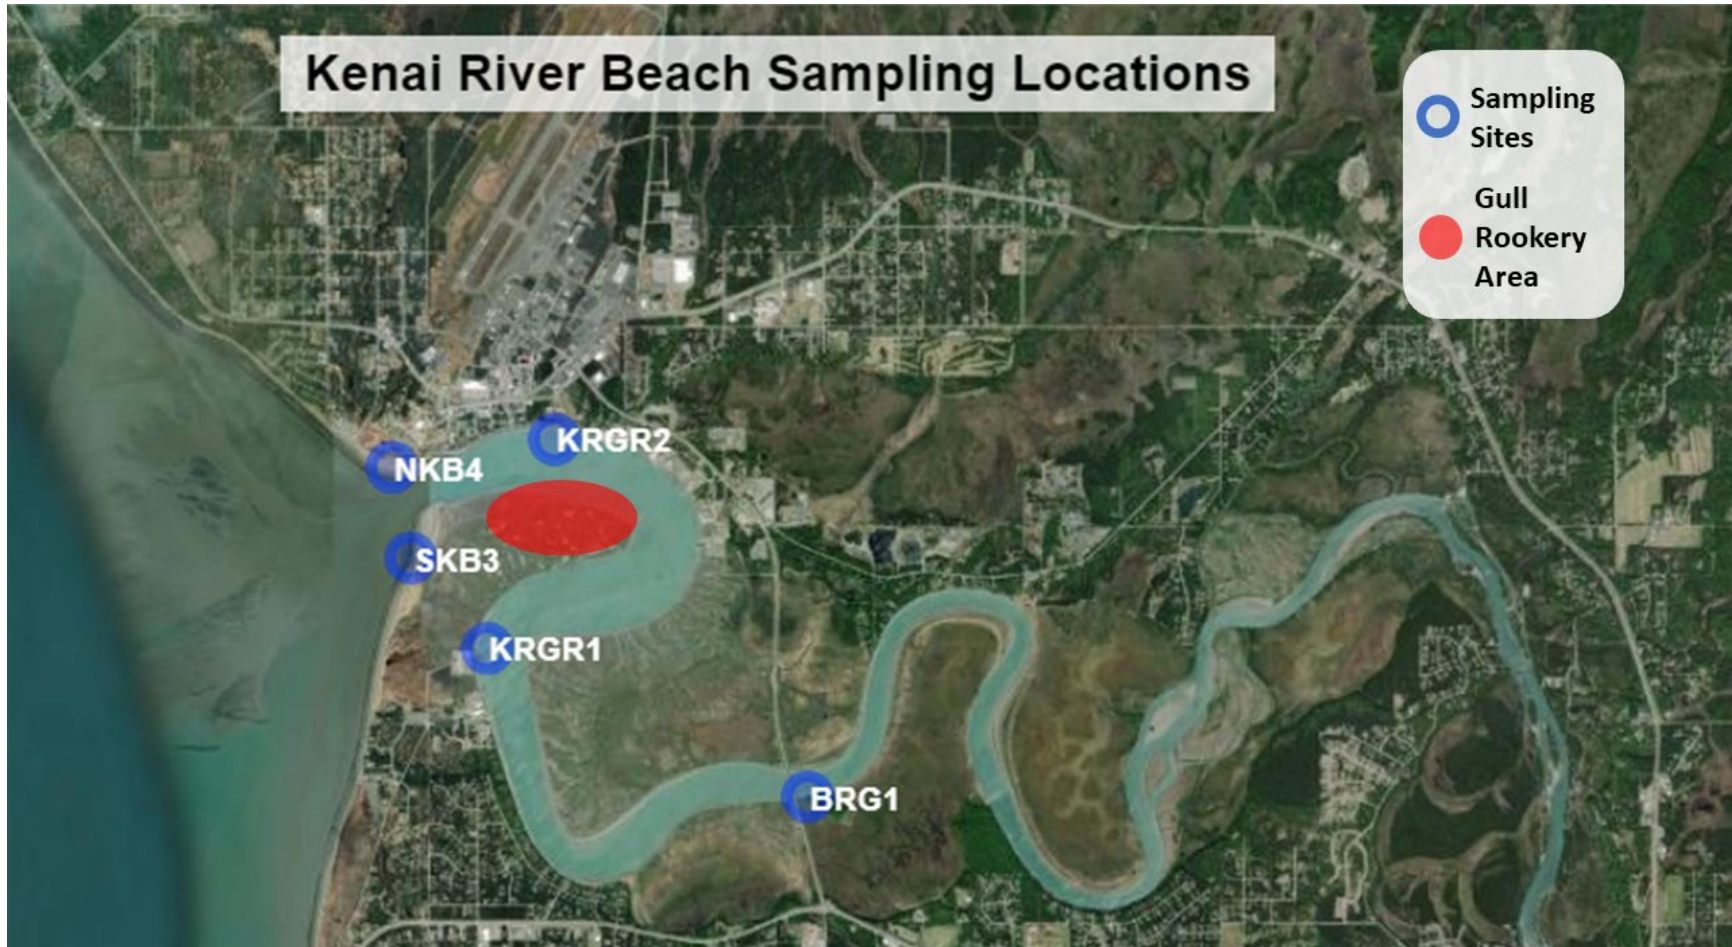 Kenai River Beach Sampling Locations
Sampling
Sites
Gull
Rookery
Area
KRGR2
NKB4
SKB3
KRGR1
BRG1